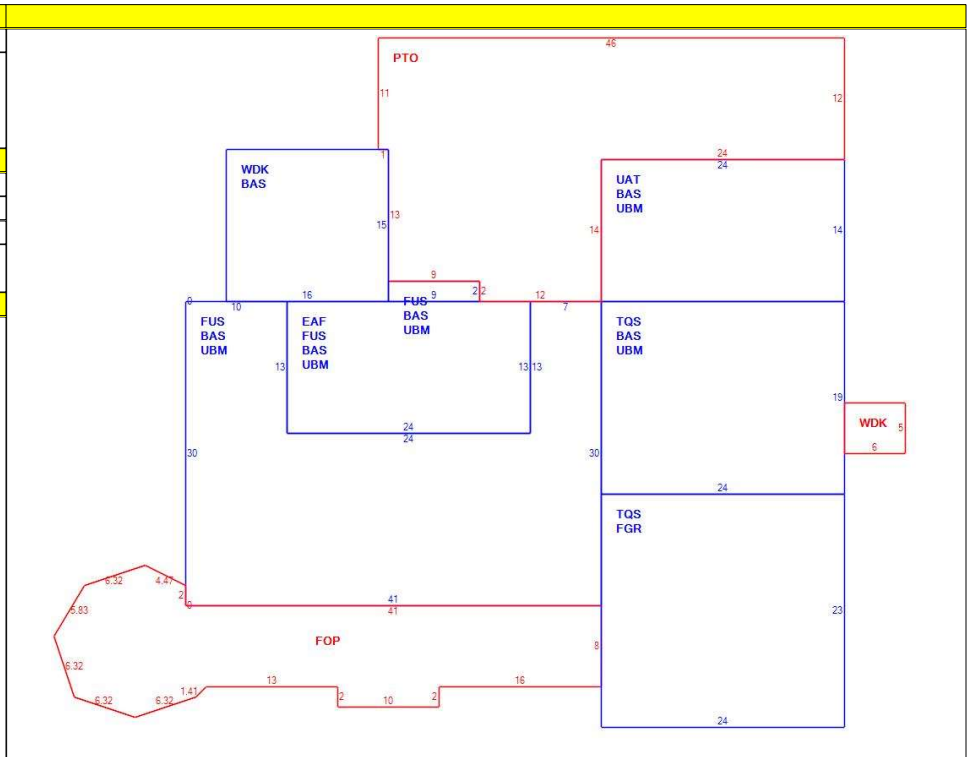 46
PTO
11
12
1
24
24
WDK
BAS
UAT
BAS
UBM
15
13
14
14
9
2 2
0
10
16
9
12
7
FUS
BAS
UBM
FUS
BAS
UBM
EAF
FUS
BAS
UBM
TQS
BAS
UBM
13
13 13
19
WDK
5
6
24
24
30
30
24
TQS
FGR
6.32
4.47
2
0
41
41
5.83
23
FOP
8
6.32
13
16
1.41
2
10
2
6.32
6.32
24